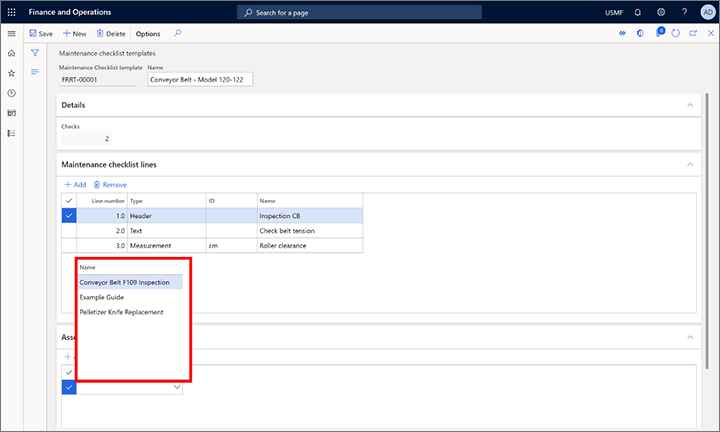 Finance and Operations
Search for a page
USMF
?
AD
Save
New
Delete
Options
0
Maintenance checklist templates
Maintenance Checklist template
Name
FRRT-00001
Conveyor Belt - Model 120-122
Details
Checks
2
Maintenance checklist lines
Add
Remove
Line number Type ID Name
1.0 Header Inspection CB
2.0 Text Check belt tension
3.0 Measurement cm Roller clearance
Name
Conveyor Belt F109 Inspection
Example Guide
Pelletizer Knife Replacement